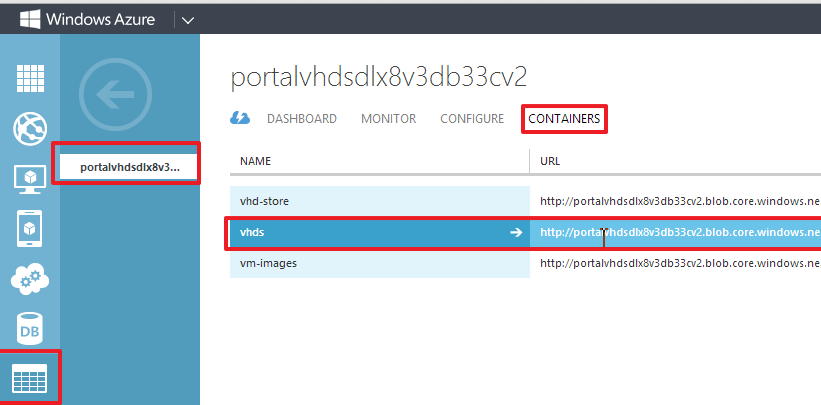 Windows Azure
portalvhdsdlx8v3db33cv2
DASHBOARD MONITOR CONFIGURE CONTAINERS
portalvhdsdlx8v3...
NAME URL
vhd-store http://portalvhdsdlx8v3db33cv2.blob.core.windows.ne
vhds http://portalvhdsdlx8v3db33cv2.blob.core.windows.ne
vm-images http://portalvhdsdlx8v3db33cv2.blob.core.windows.ne
DB